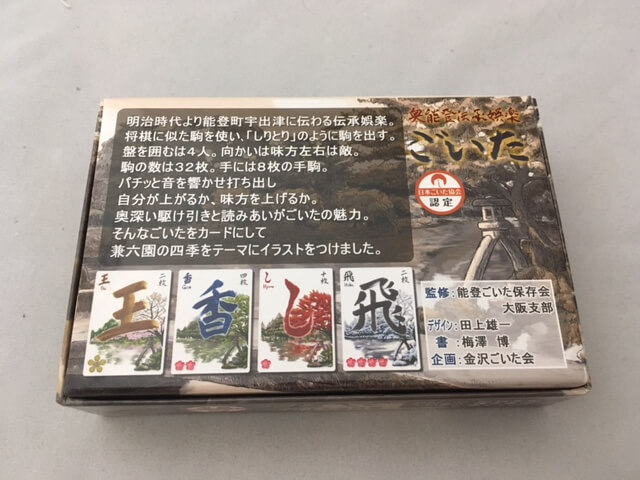 明治時代より能登町宇出津に伝わる伝承娯楽。
将棋に似た駒を使い、「しりとり」のように駒を出す。
盤を囲むは４人。向かいは味方左右は敵。
駒の数は３２枚。手には８枚の手駒。
パチッと音を響かせ打ち出し
自分が上がるか、味方を上げるか。
奥深い駆け引きと読みあいがごいたの魅力。
そんなごいたをカードにして
兼六園の四季をテーマにイラストをつけました。
奥能登伝承娯楽
ごいた
日本ごいた協会
認定
王
二枚
王
香
四枚
香
し
十枚
し
飛
二枚
飛
監修：能登ごいた保存会
大阪支部
デザイン：田上雄一
書：梅澤 博
企画：金沢ごいた会